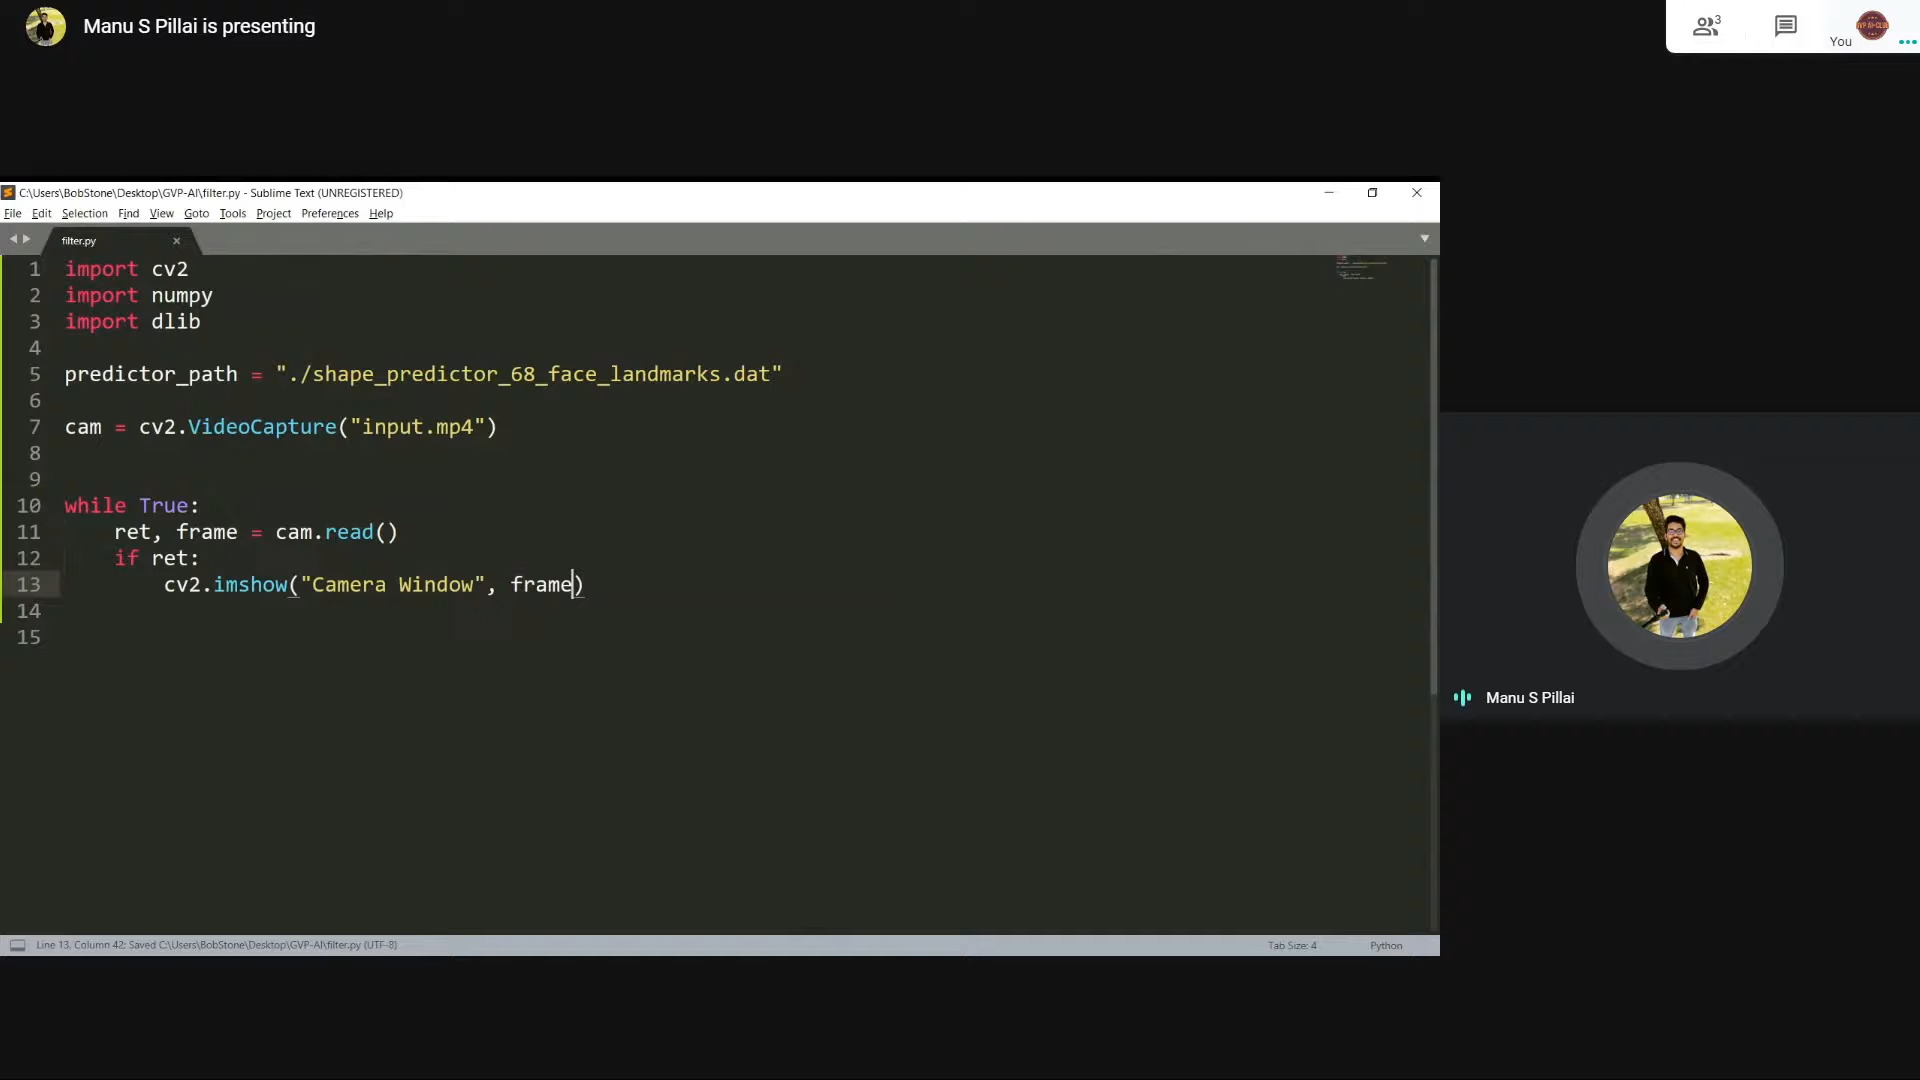 Manu S Pillai is presenting
3
You
C:\Users\BobStone\Desktop\GVP-AI\filter.py - Sublime Text (UNREGISTERED)
File Edit Selection Find View Goto Tools Project Preferences Help
filter.py
1 import cv2
2 import numpy
3 import dlib
4
5 predictor_path = "./shape_predictor_68_face_landmarks.dat"
6
7 cam = cv2.VideoCapture("input.mp4")
8
9
10 while True:
11 ret, frame = cam.read()
12 if ret:
13 cv2.imshow("Camera Window", frame)
14
15
Manu S Pillai
Line 13, Column 42; Saved C:\Users\BobStone\Desktop\GVP-AI\filter.py (UTF-8)
Tab Size: 4
Python